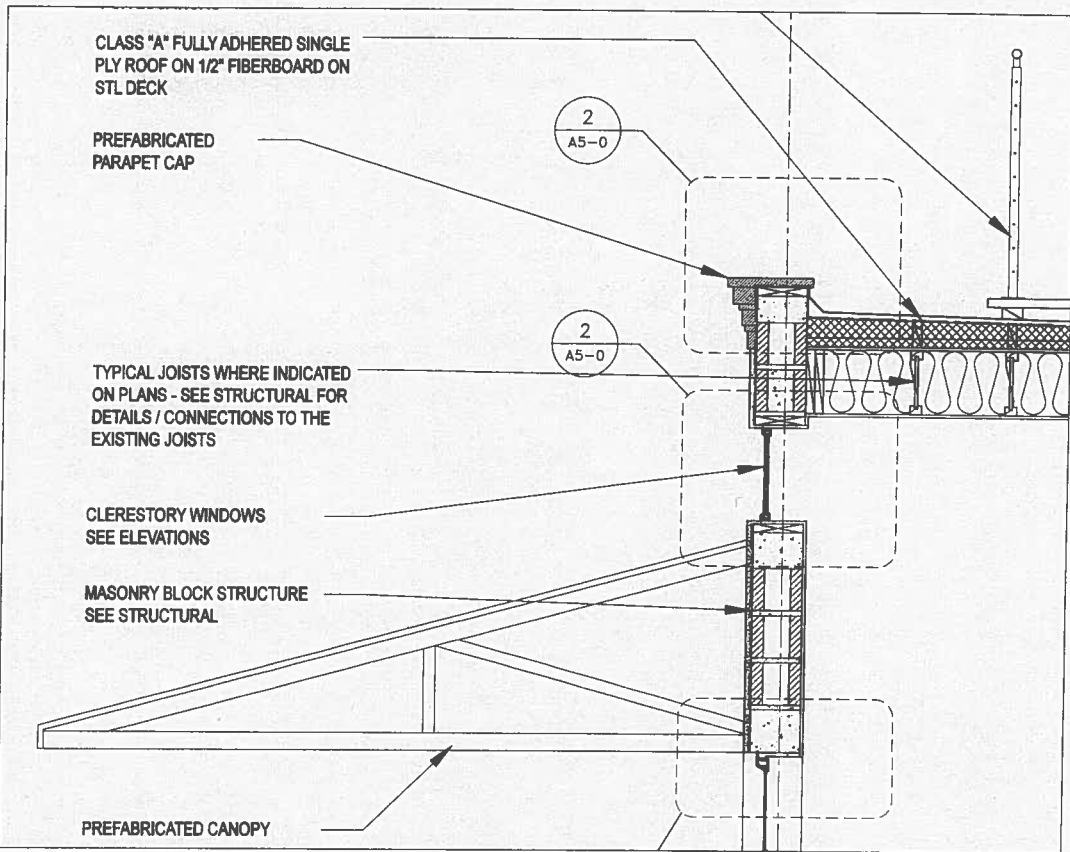 CLASS "A" FULLY ADHERED SINGLE
PLY ROOF ON 1/2" FIBERBOARD ON
STL DECK
PREFABRICATED
PARAPET CAP
2
A5-0
2
A5-0
TYPICAL JOISTS WHERE INDICATED
ON PLANS - SEE STRUCTURAL FOR
DETAILS / CONNECTIONS TO THE
EXISTING JOISTS
CLERESTORY WINDOWS
SEE ELEVATIONS
MASONRY BLOCK STRUCTURE
SEE STRUCTURAL
PREFABRICATED CANOPY